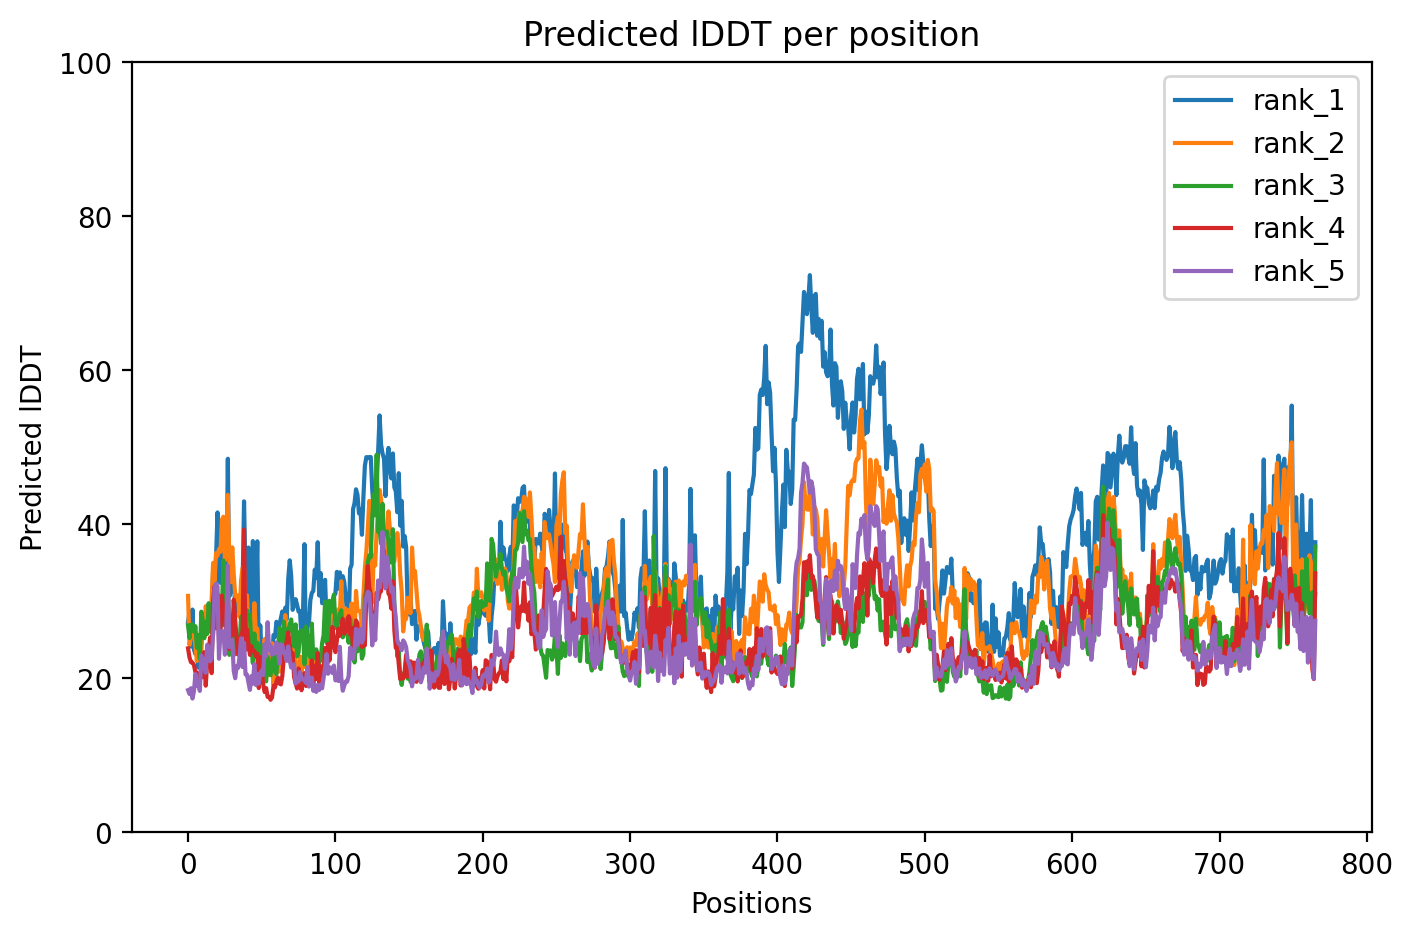 Predicted lDDT per position
100
80
60
40
20
0
Predicted lDDT
0 100 200 300 400 500 600 700 800
Positions
rank_1
rank_2
rank_3
rank_4
rank_5